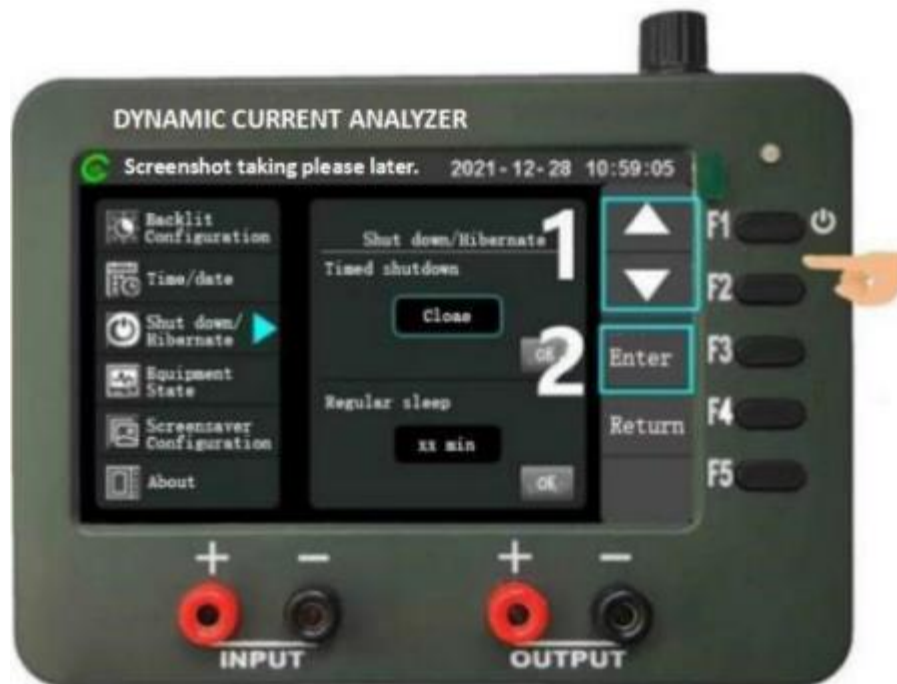 DYNAMIC CURRENT ANALYZER
Screenshot taking please later. 2021-12-28 10:59:05
Backlit
Configuration
Time/date
Shut down/
Hibernate
Equipment
State
Screensaver
Configuration
About
Shut down/Hibernate
Timed shutdown
Cloas
OK
Regular sleep
xx min
OK
1
2
Enter
Return
F1
F2
F3
F4
F5
+ - + -
INPUT OUTPUT